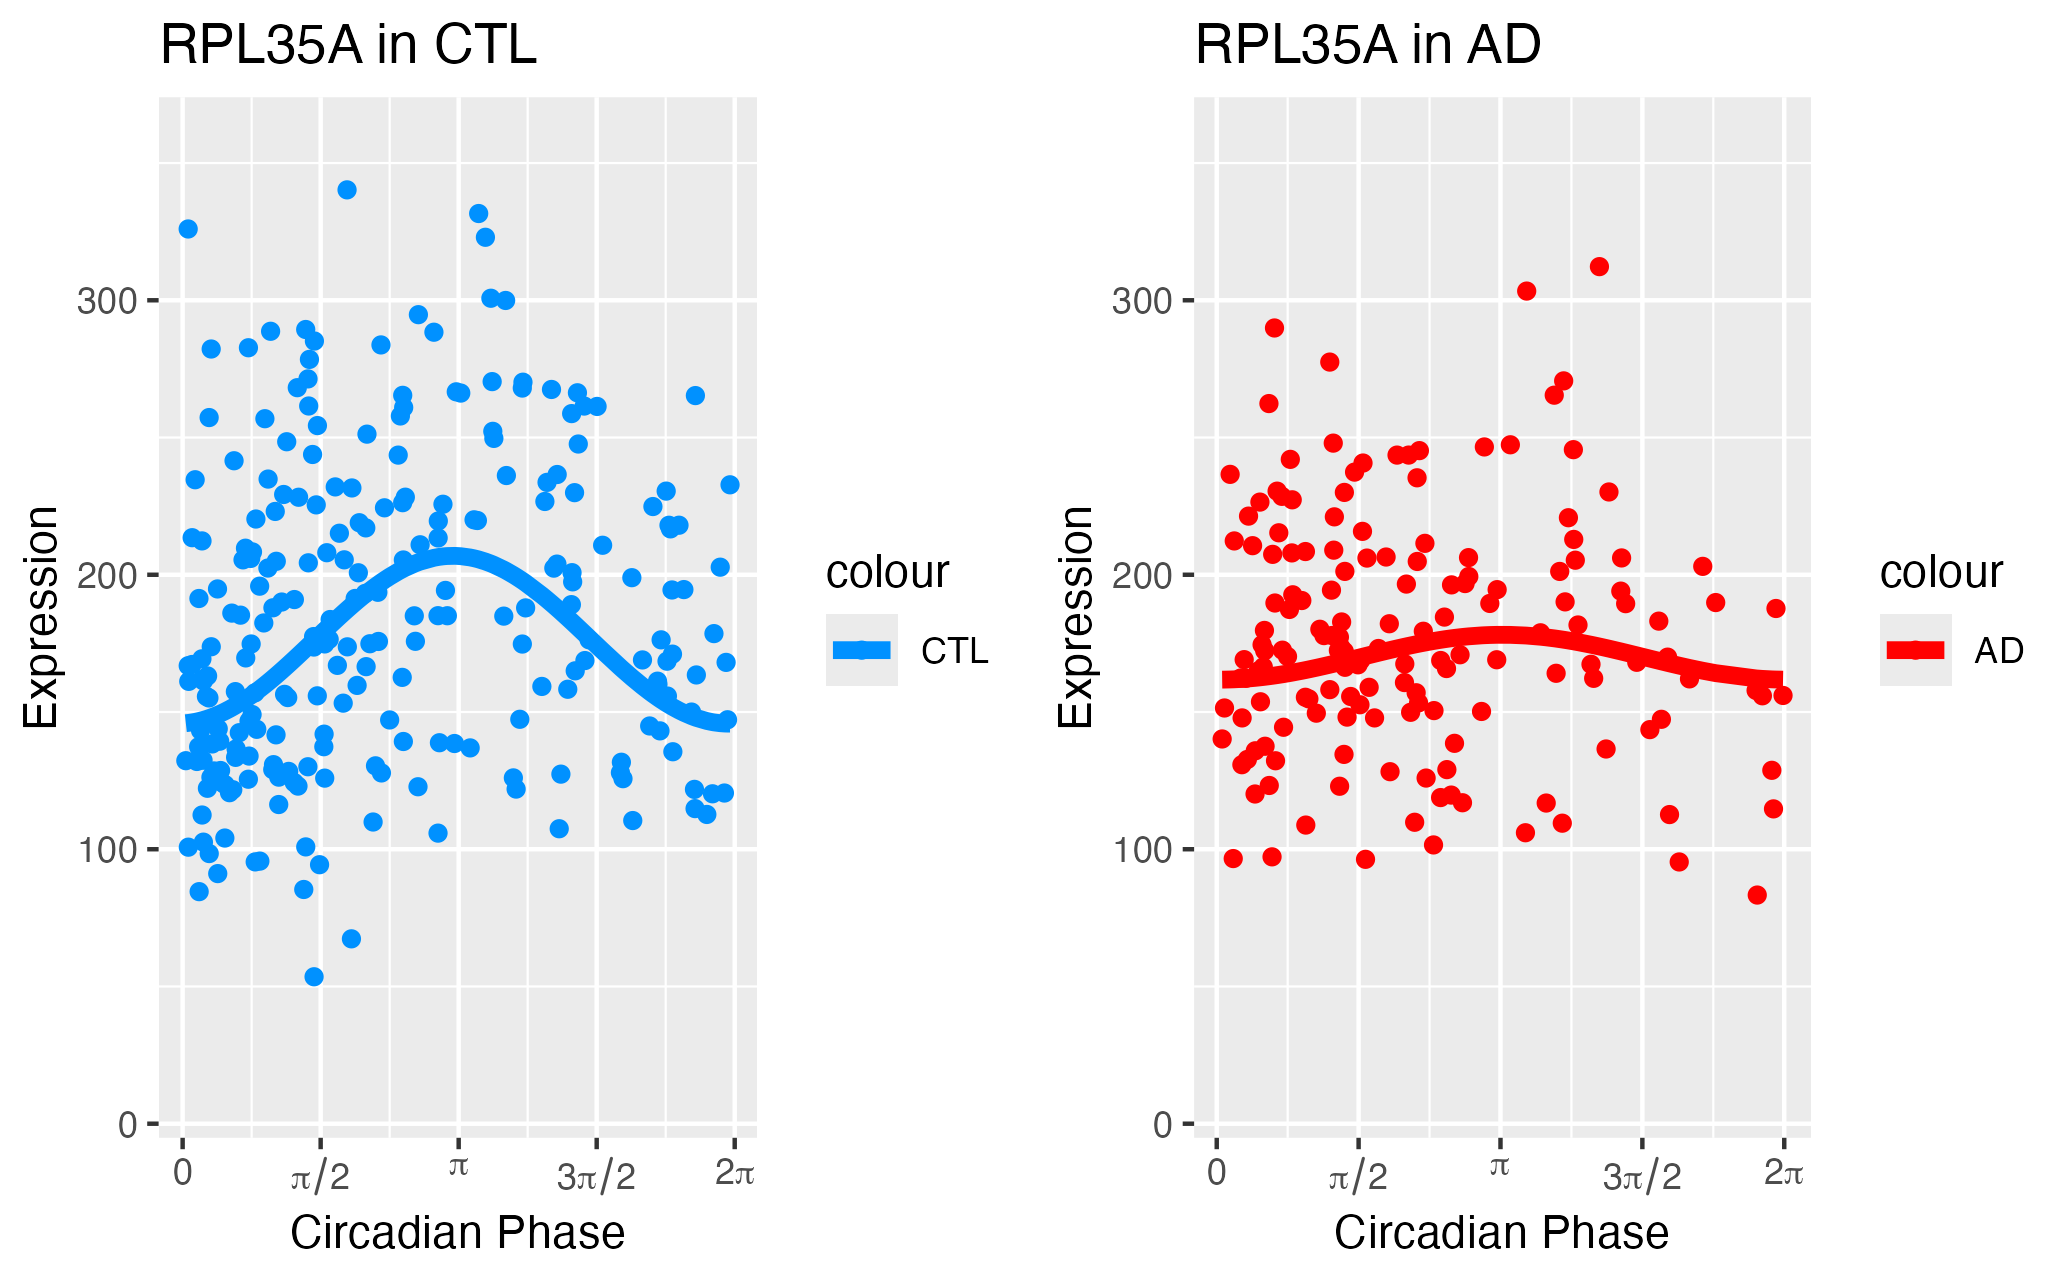 RPL35A in CTL
Expression
300
200
100
0
0 π/2 π 3π/2 2π
Circadian Phase
colour
CTL
RPL35A in AD
Expression
300
200
100
0
0 π/2 π 3π/2 2π
Circadian Phase
colour
AD